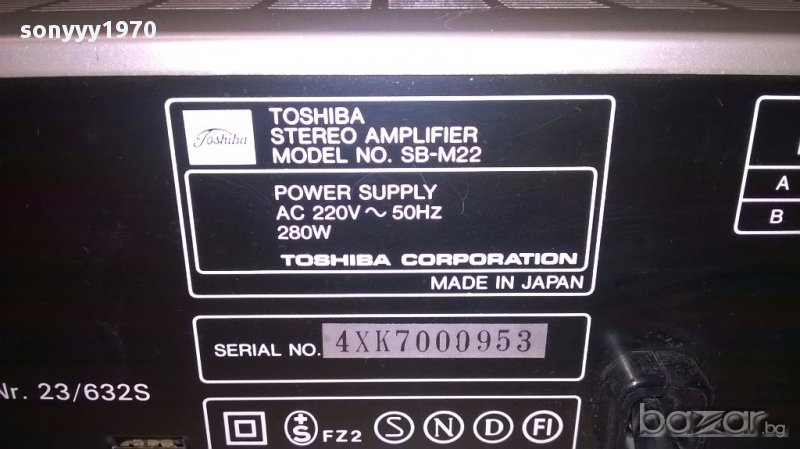 sonyyy1970
Toshiba
TOSHIBA
STEREO AMPLIFIER
MODEL NO. SB-M22
POWER SUPPLY
AC 220V ~ 50HZ
280W
TOSHIBA CORPORATION
MADE IN JAPAN
A
B
SERIAL NO. 4XK7000953
Nr. 23/632S
+S FZ2 S N D FI
bazar.bg